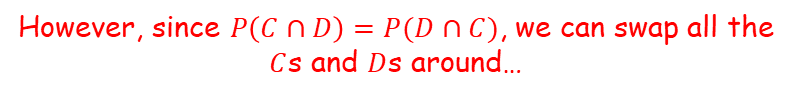 However, since P(C ∩ D) = P(D ∩ C), we can swap all the
Cs and Ds around...